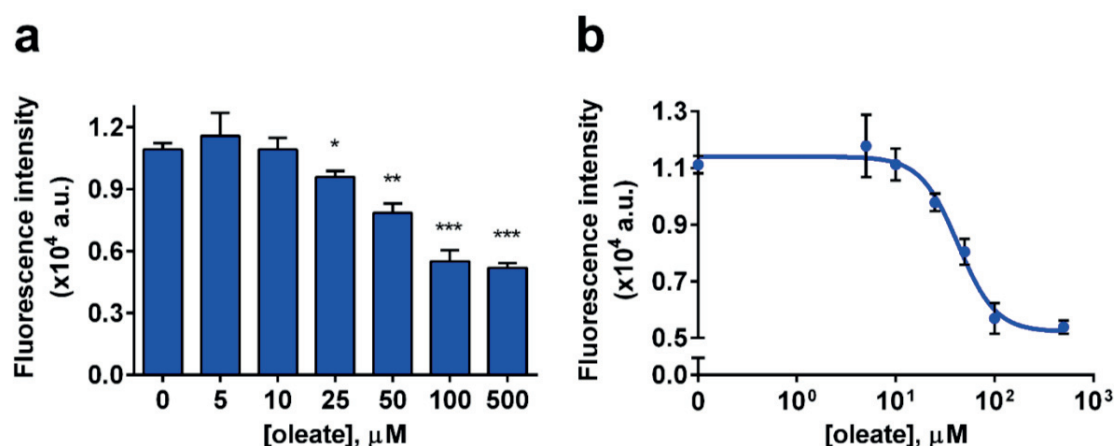 a
Fluorescence intensity
(x10⁴ a.u.)
1.2
0.9
0.6
0.3
0.0
*
**
***
***
0 5 10 25 50 100 500
[oleate], μM
b
Fluorescence intensity
(x10⁴ a.u.)
1.3
1.1
0.9
0.7
0.5
0.0
0 10⁰ 10¹ 10² 10³
[oleate], μM